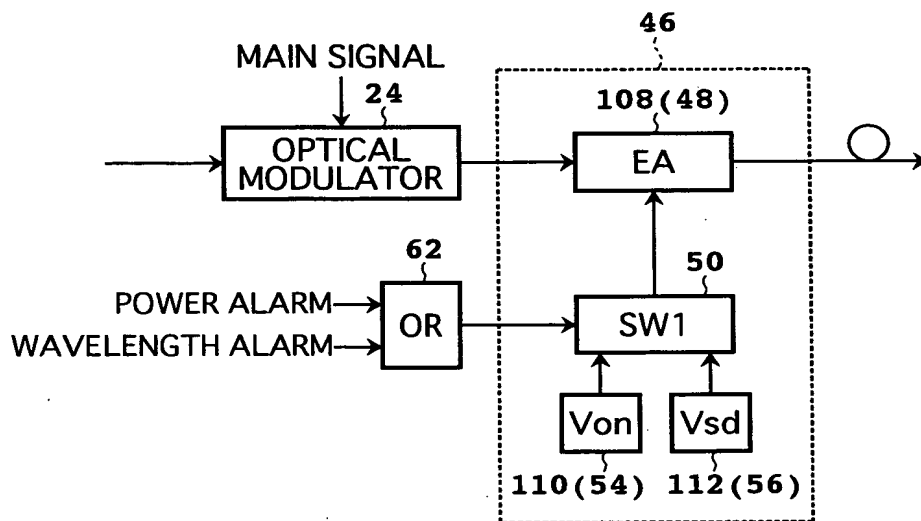 46
MAIN SIGNAL
24
108(48)
OPTICAL
MODULATOR
EA
62
50
POWER ALARM
WAVELENGTH ALARM
OR
SW1
Von
Vsd
110(54)
112(56)